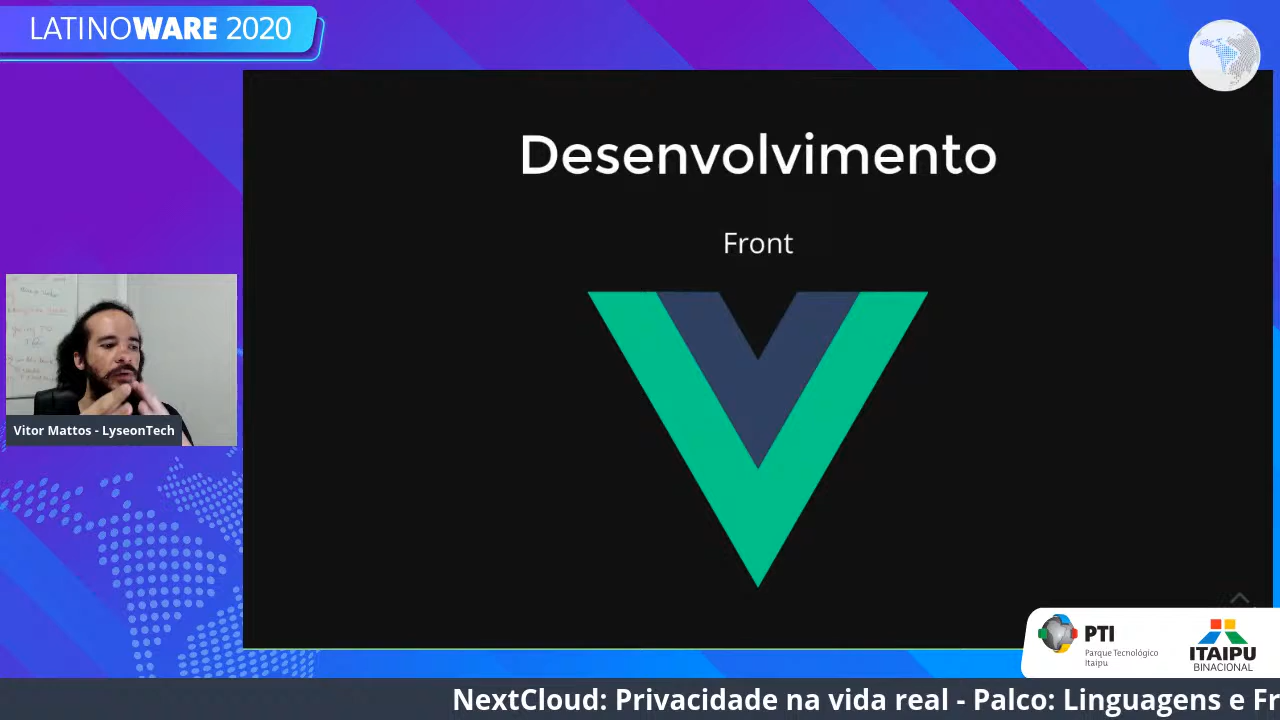 LATINOWARE 2020
Desenvolvimento
Front
Vitor Mattos - LyseonTech
PTI
Parque Tecnológico
Itaipu
ITAIPU
BINACIONAL
NextCloud: Privacidade na vida real - Palco: Linguagens e Fr